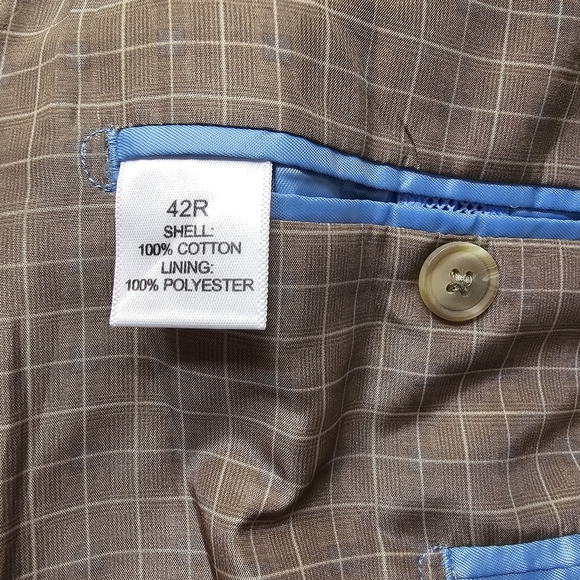 42R
SHELL:
100% COTTON
LINING:
100% POLYESTER